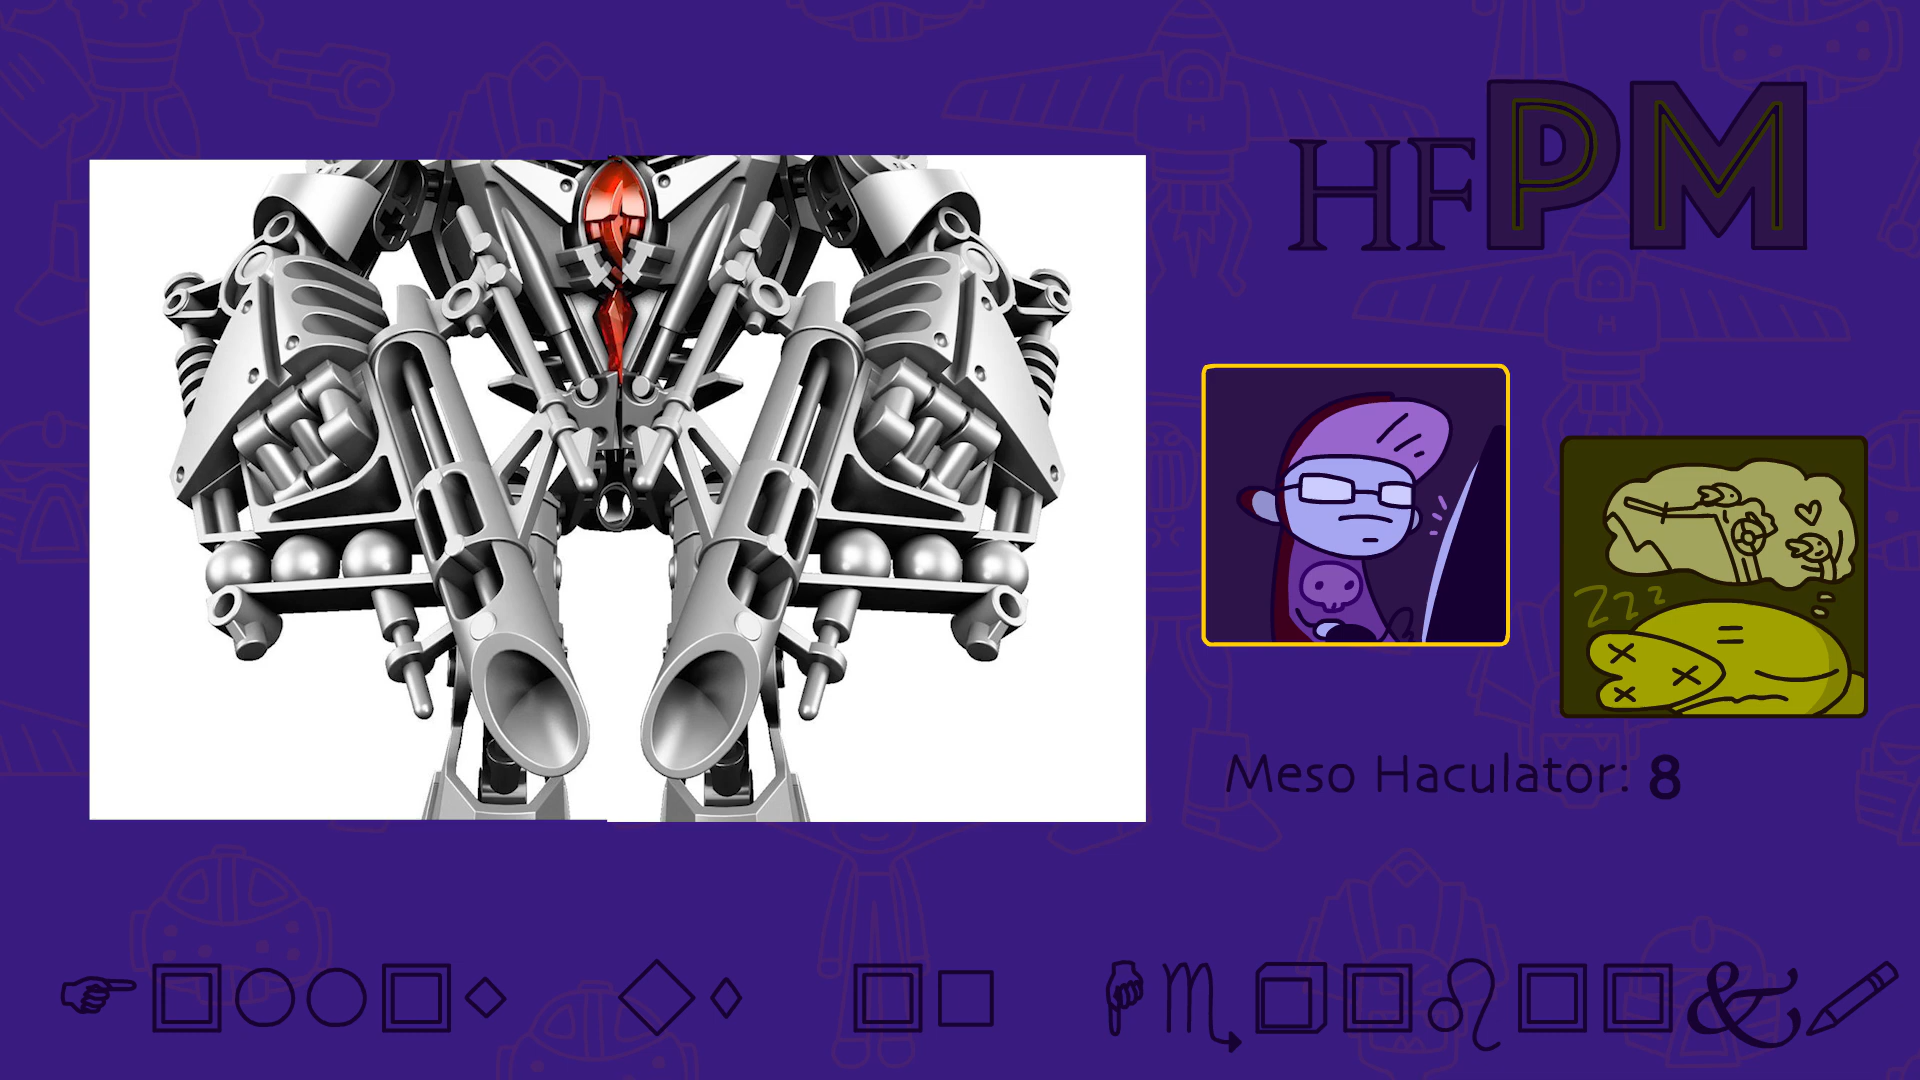 HFPM
Z z z
Meso Haculator: 8
☞□●●□⬥ ◆⬧ □■ ☟♏❒□♌□□🙵✏